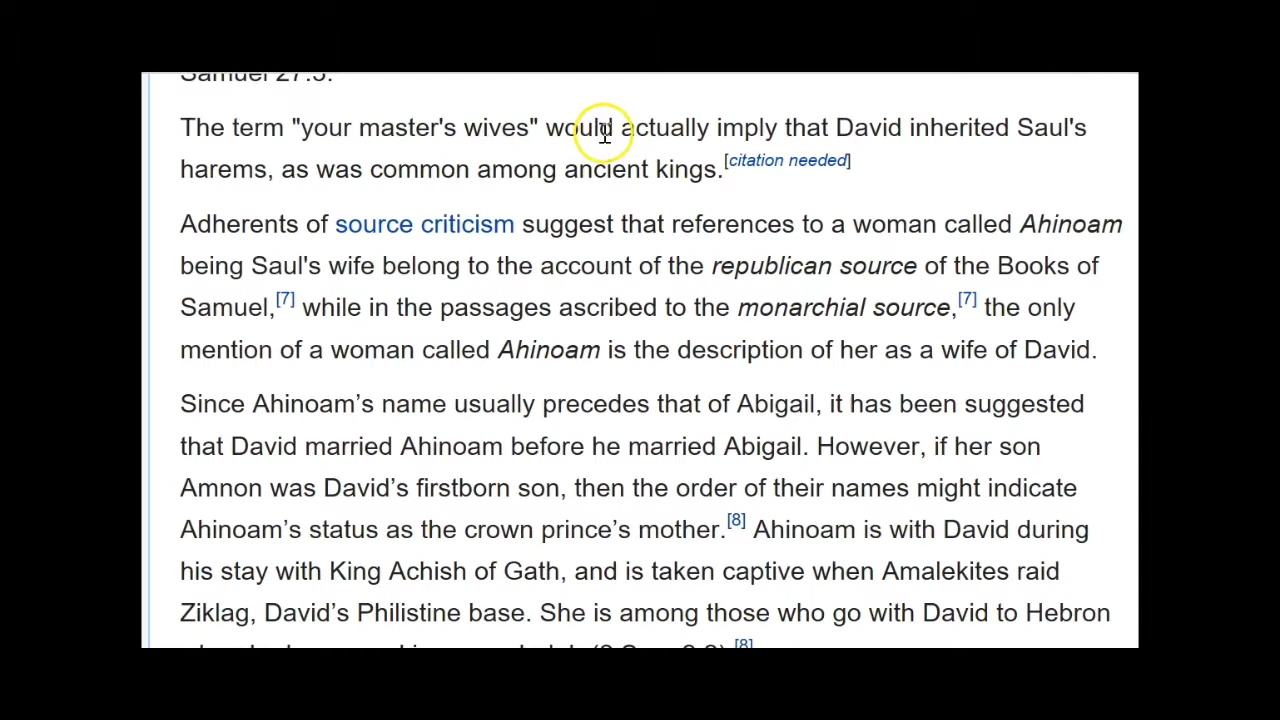 Samuel 27:3.
The term "your master's wives" would actually imply that David inherited Saul's
harems, as was common among ancient kings.[citation needed]
Adherents of source criticism suggest that references to a woman called Ahinoam
being Saul's wife belong to the account of the republican source of the Books of
Samuel,[7] while in the passages ascribed to the monarchial source,[7] the only
mention of a woman called Ahinoam is the description of her as a wife of David.
Since Ahinoam’s name usually precedes that of Abigail, it has been suggested
that David married Ahinoam before he married Abigail. However, if her son
Amnon was David’s firstborn son, then the order of their names might indicate
Ahinoam’s status as the crown prince’s mother.[8] Ahinoam is with David during
his stay with King Achish of Gath, and is taken captive when Amalekites raid
Ziklag, David’s Philistine base. She is among those who go with David to Hebron
[8]